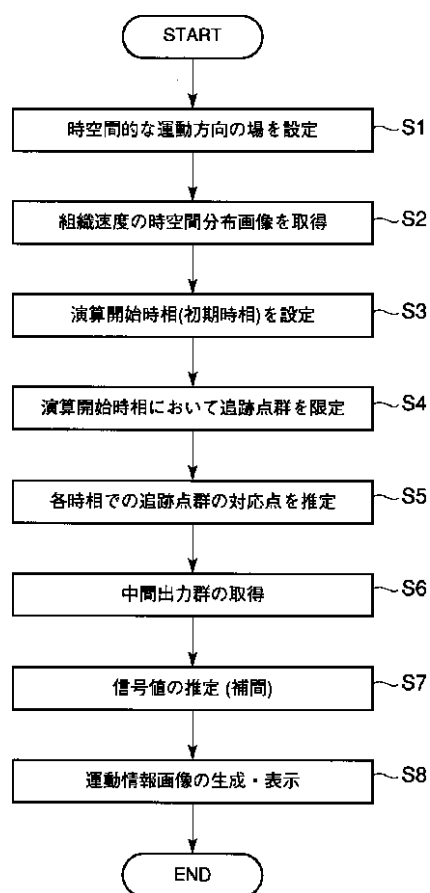 START
時空間的な運動方向の場を設定
S1
組織速度の時空間分布画像を取得
S2
演算開始時相(初期時相)を設定
S3
演算開始時相において追跡点群を限定
S4
各時相での追跡点群の対応点を推定
S5
中間出力群の取得
S6
信号値の推定 (補間)
S7
運動情報画像の生成・表示
S8
END